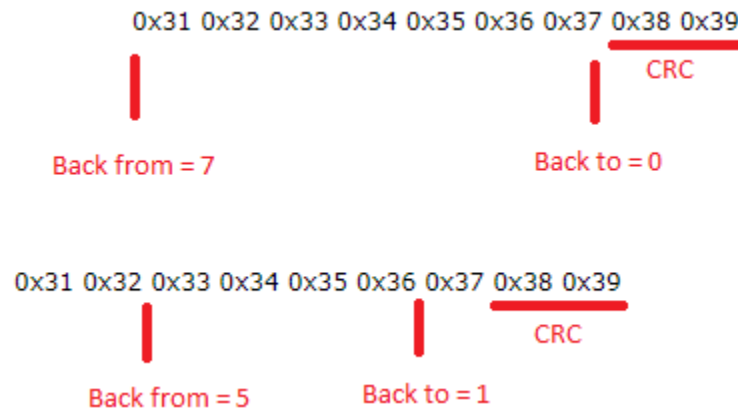 0x31 0x32 0x33 0x34 0x35 0x36 0x37 0x38 0x39
CRC
Back from = 7
Back to = 0
0x31 0x32 0x33 0x34 0x35 0x36 0x37 0x38 0x39
CRC
Back from = 5
Back to = 1